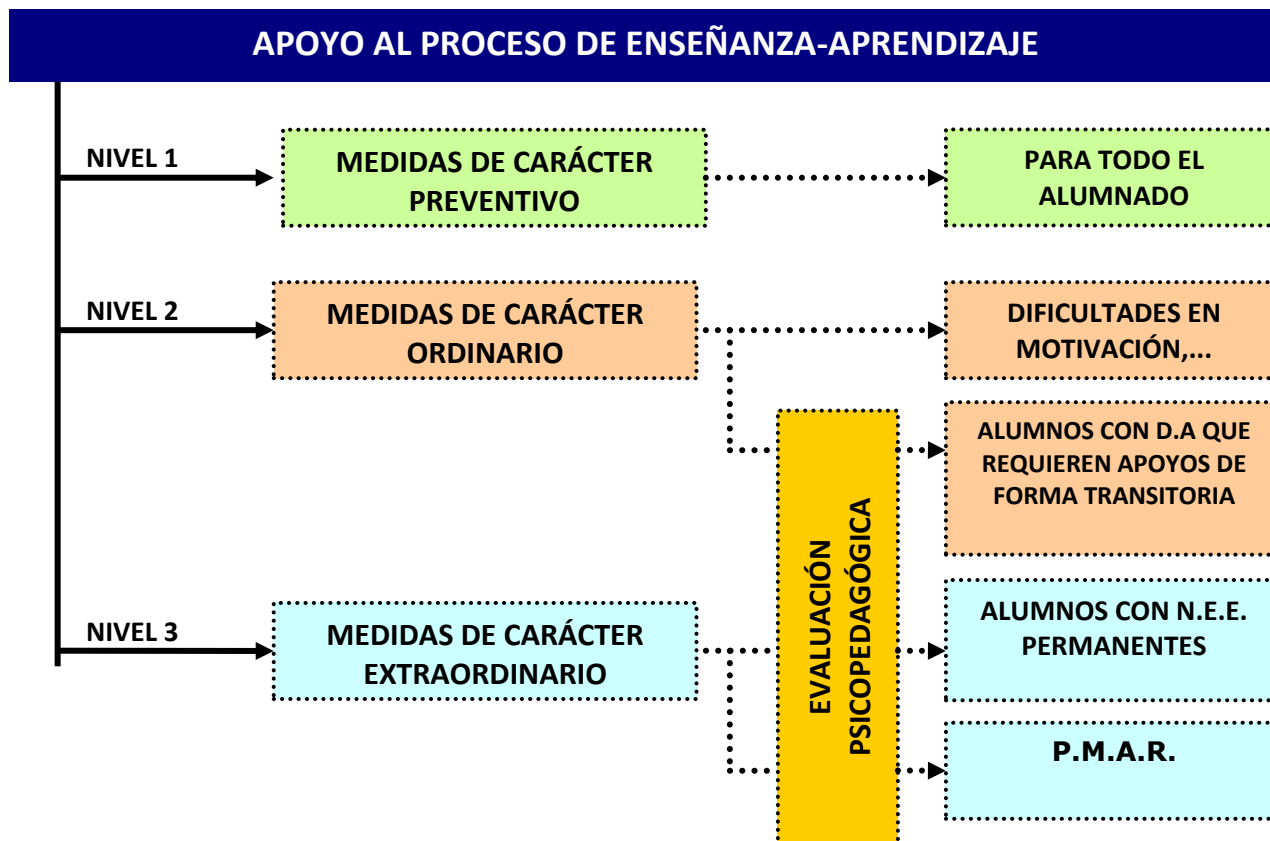 APOYO AL PROCESO DE ENSEÑANZA-APRENDIZAJE
NIVEL 1
MEDIDAS DE CARÁCTER
PREVENTIVO
PARA TODO EL
ALUMNADO
NIVEL 2
MEDIDAS DE CARÁCTER
ORDINARIO
DIFICULTADES EN
MOTIVACIÓN,...
ALUMNOS CON D.A QUE
REQUIEREN APOYOS DE
FORMA TRANSITORIA
EVALUACIÓN
PSICOPEDAGÓGICA
NIVEL 3
MEDIDAS DE CARÁCTER
EXTRAORDINARIO
ALUMNOS CON N.E.E.
PERMANENTES
P.M.A.R.